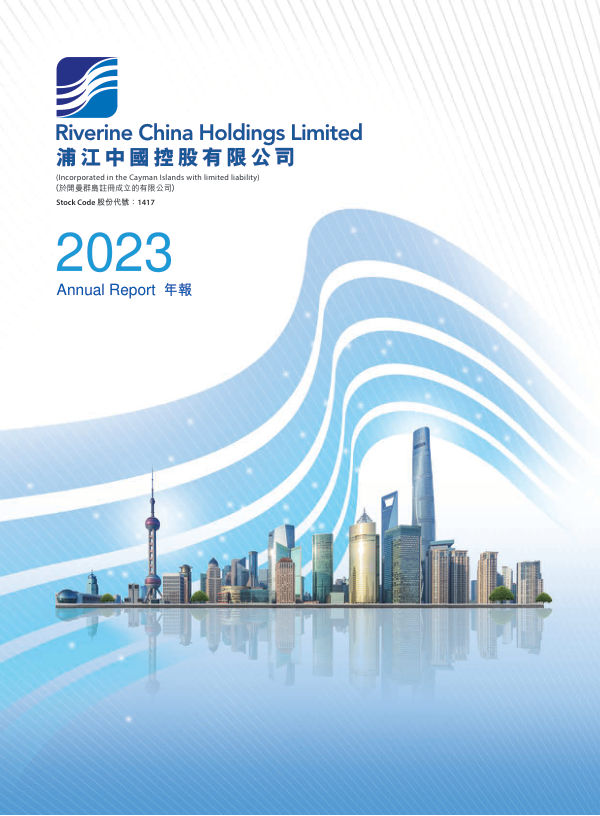 Riverine China Holdings Limited
浦江中國控股有限公司
(Incorporated in the Cayman Islands with limited liability)
(於開曼群島註冊成立的有限公司)
Stock Code 股份代號：1417
2023
Annual Report 年報